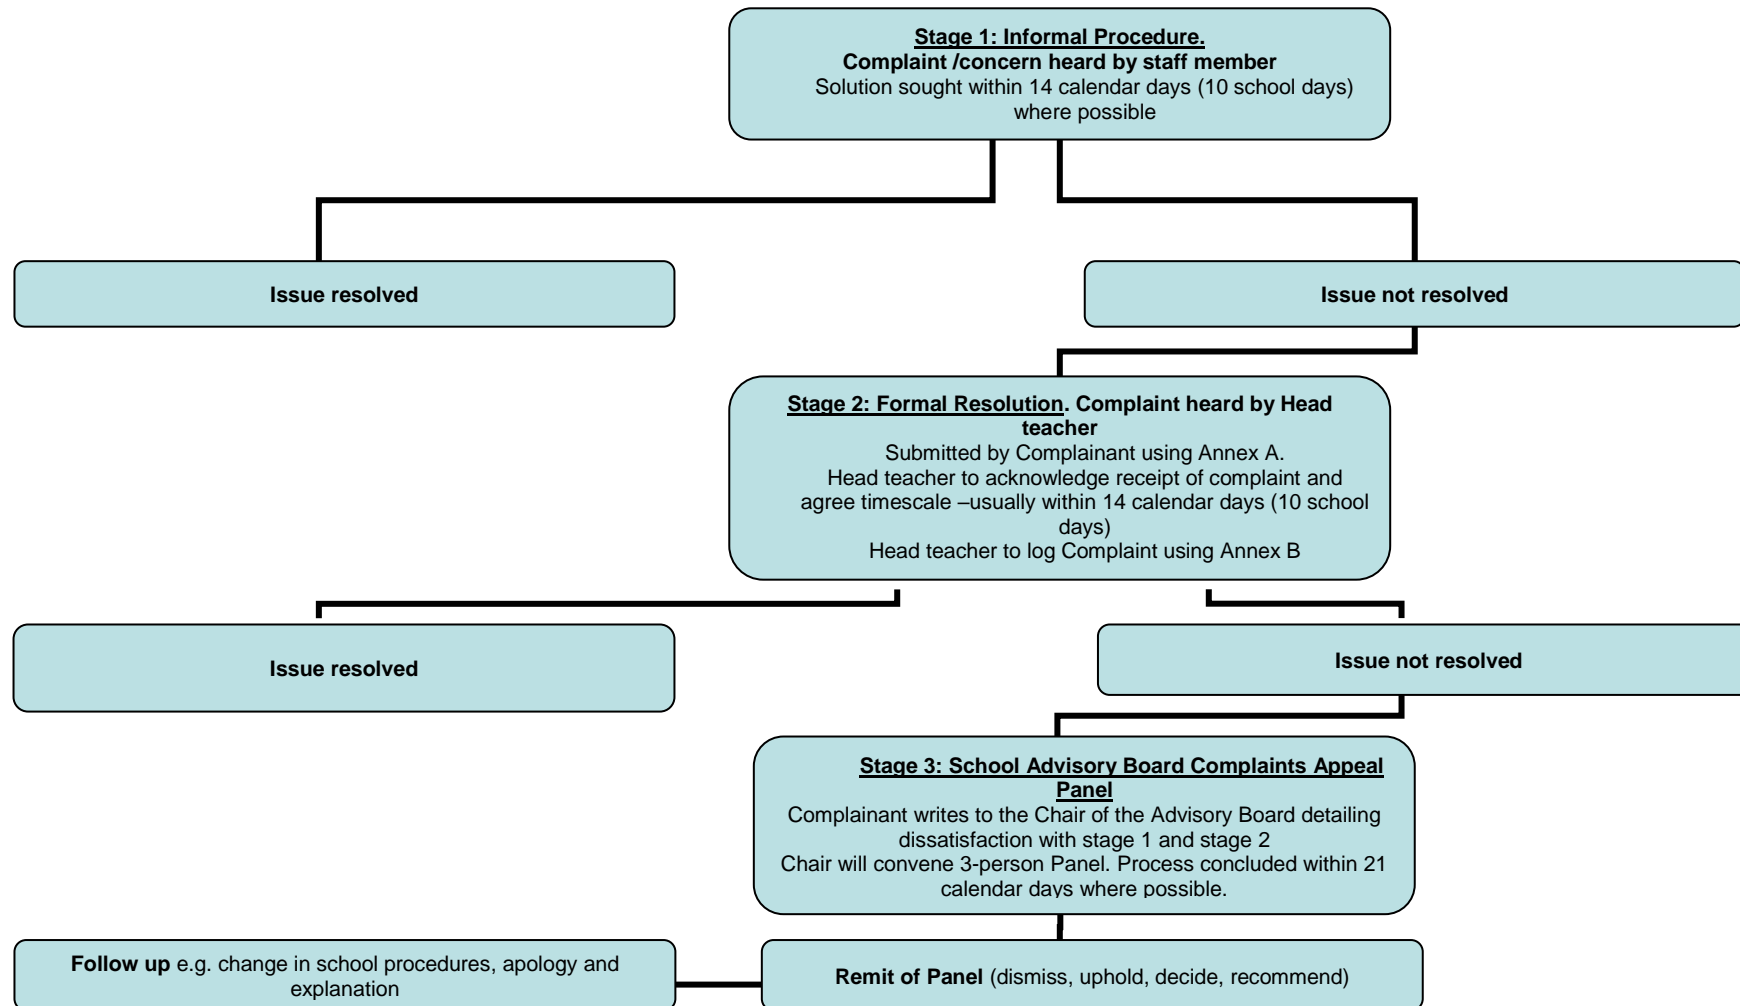 Stage 1: Informal Procedure.
Complaint /concern heard by staff member
Solution sought within 14 calendar days (10 school days)
where possible
Issue resolved
Issue not resolved
Stage 2: Formal Resolution. Complaint heard by Head
teacher
Submitted by Complainant using Annex A.
Head teacher to acknowledge receipt of complaint and
agree timescale –usually within 14 calendar days (10 school
days)
Head teacher to log Complaint using Annex B
Issue resolved
Issue not resolved
Stage 3: School Advisory Board Complaints Appeal
Panel
Complainant writes to the Chair of the Advisory Board detailing
dissatisfaction with stage 1 and stage 2
Chair will convene 3-person Panel. Process concluded within 21
calendar days where possible.
Follow up e.g. change in school procedures, apology and
explanation
Remit of Panel (dismiss, uphold, decide, recommend)